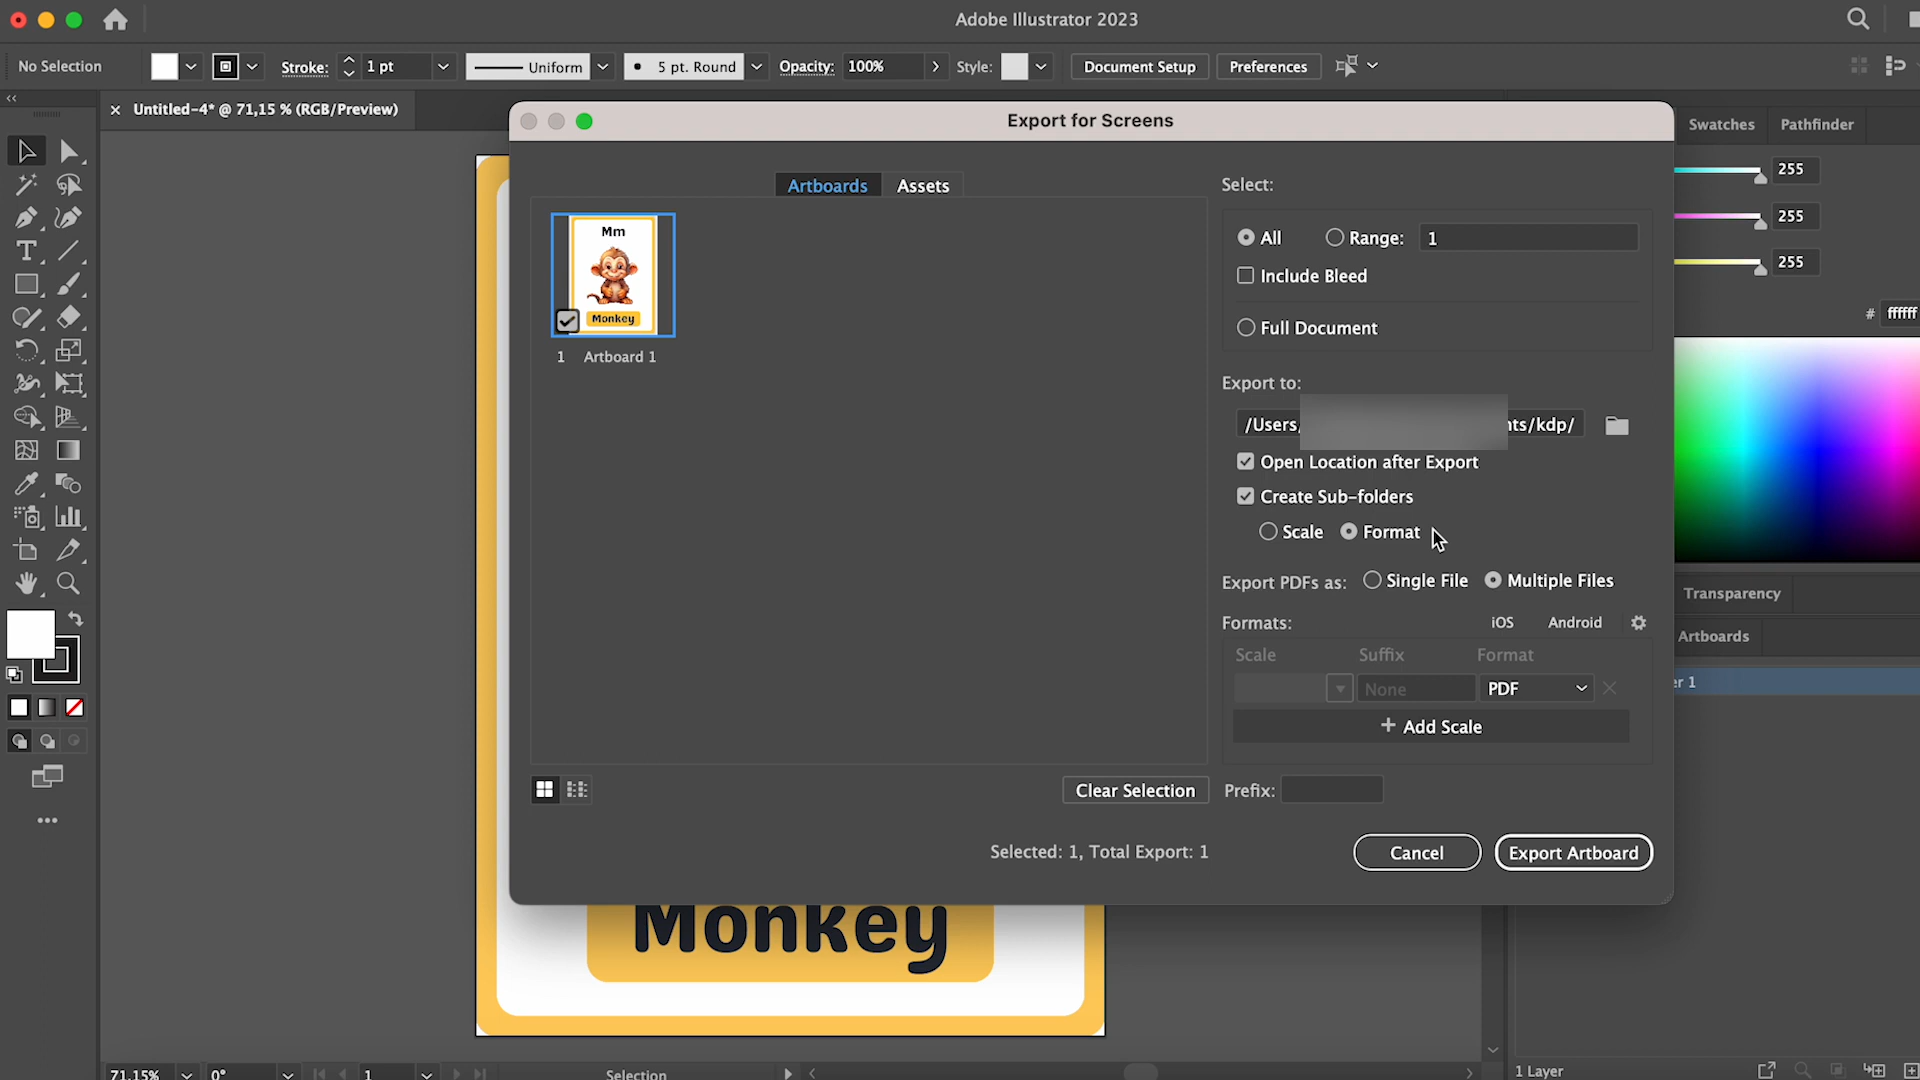 Adobe Illustrator 2023
No Selection
Stroke: 1 pt
Uniform
5 pt. Round
Opacity: 100%
Style:
Document Setup
Preferences
× Untitled-4* @ 71,15 % (RGB/Preview)
Export for Screens
Swatches Pathfinder
255
255
255
# ffffff
Artboards Assets
Mm
Monkey
1 Artboard 1
Select:
All Range: 1
Include Bleed
Full Document
Export to:
/Users, nts/kdp/
Open Location after Export
Create Sub-folders
Scale Format
Export PDFs as: Single File Multiple Files
Formats: iOS Android
Scale Suffix Format
None PDF
+ Add Scale
Clear Selection
Prefix:
Selected: 1, Total Export: 1
Cancel
Export Artboard
Transparency
Artboards
er 1
Monkey
71,15% 0° 1 Selection
1 Layer